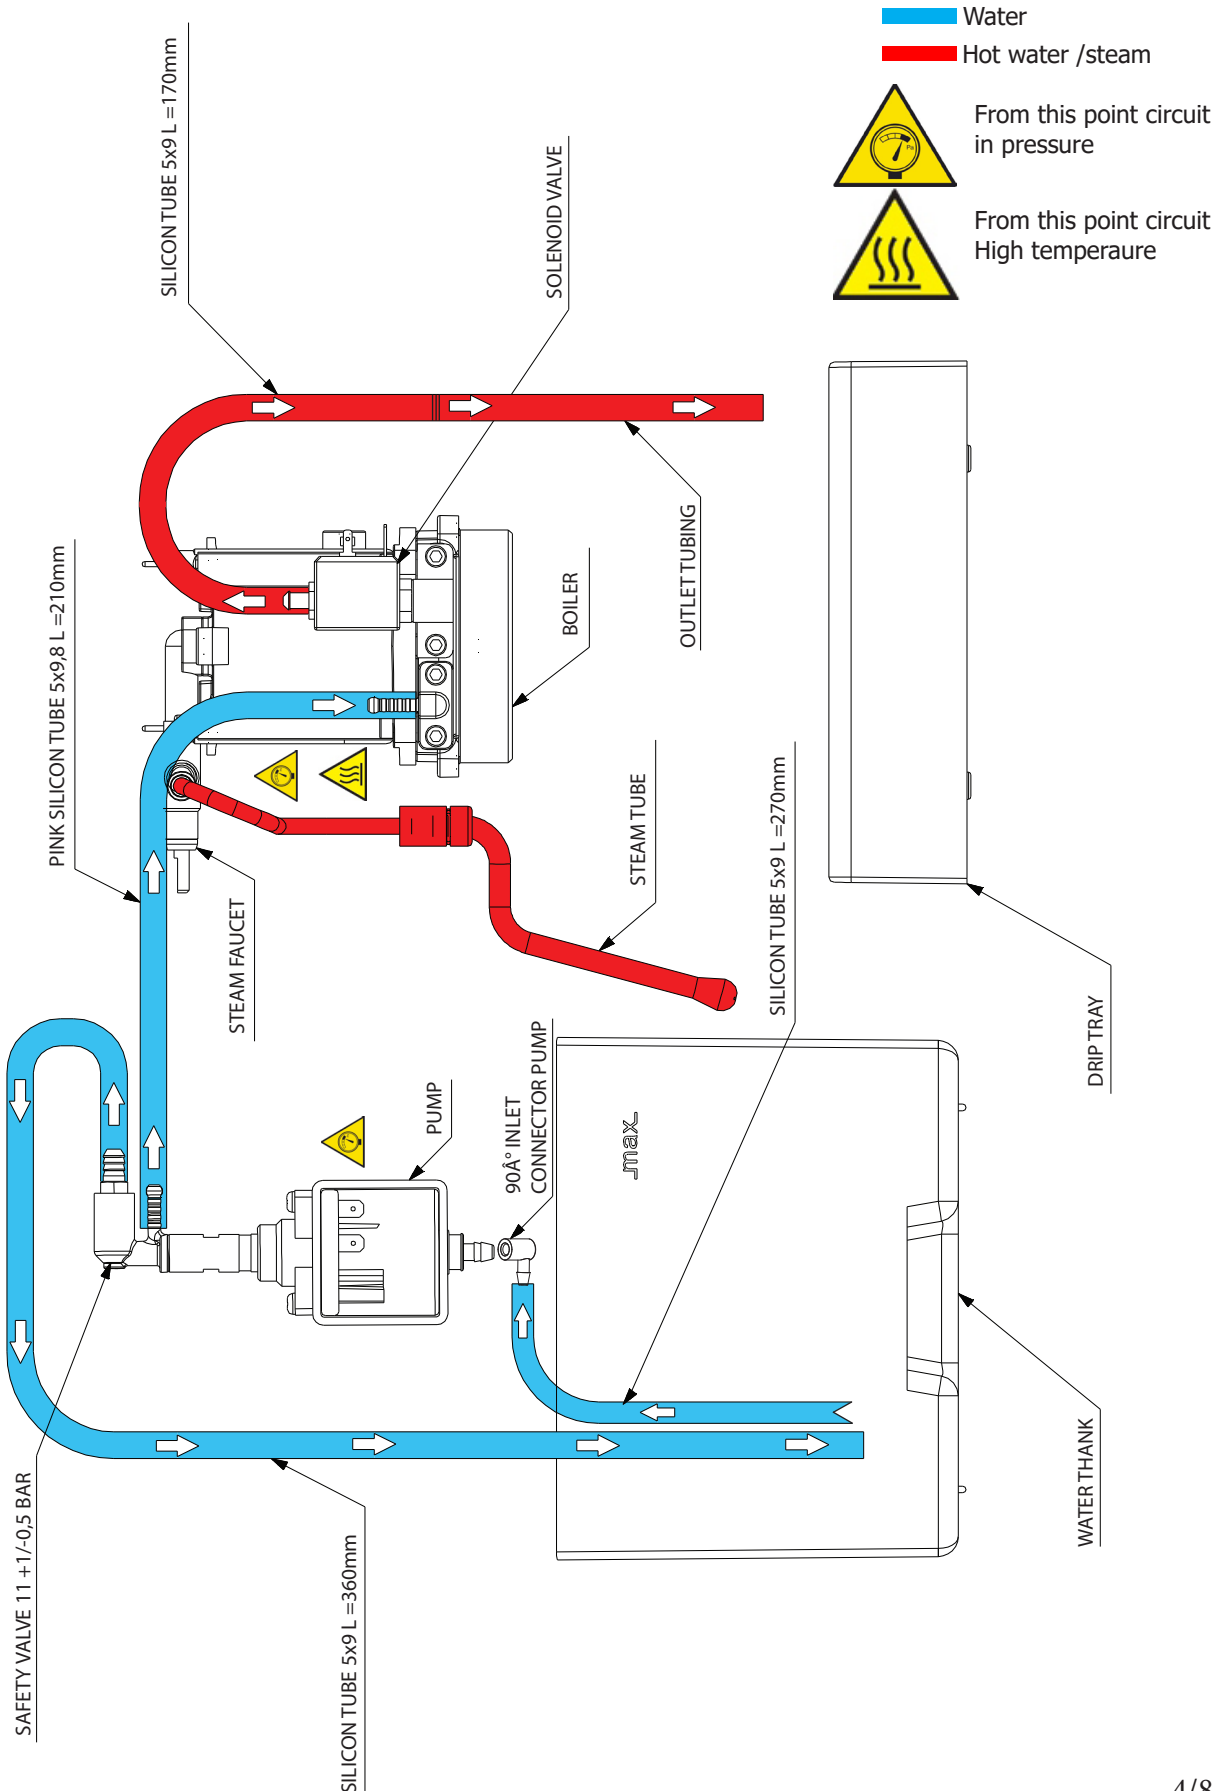 Water
Hot water /steam
From this point circuit
in pressure
From this point circuit
High temperaure
SILICON TUBE 5x9 L =170mm
SOLENOID VALVE
PINK SILICON TUBE 5x9,8 L =210mm
BOILER
OUTLET TUBING
STEAM FAUCET
STEAM TUBE
SILICON TUBE 5x9 L =270mm
PUMP
90Â° INLET
CONNECTOR PUMP
DRIP TRAY
max
SAFETY VALVE 11 +1/-0,5 BAR
SILICON TUBE 5x9 L =360mm
WATER THANK
Pa
4/8